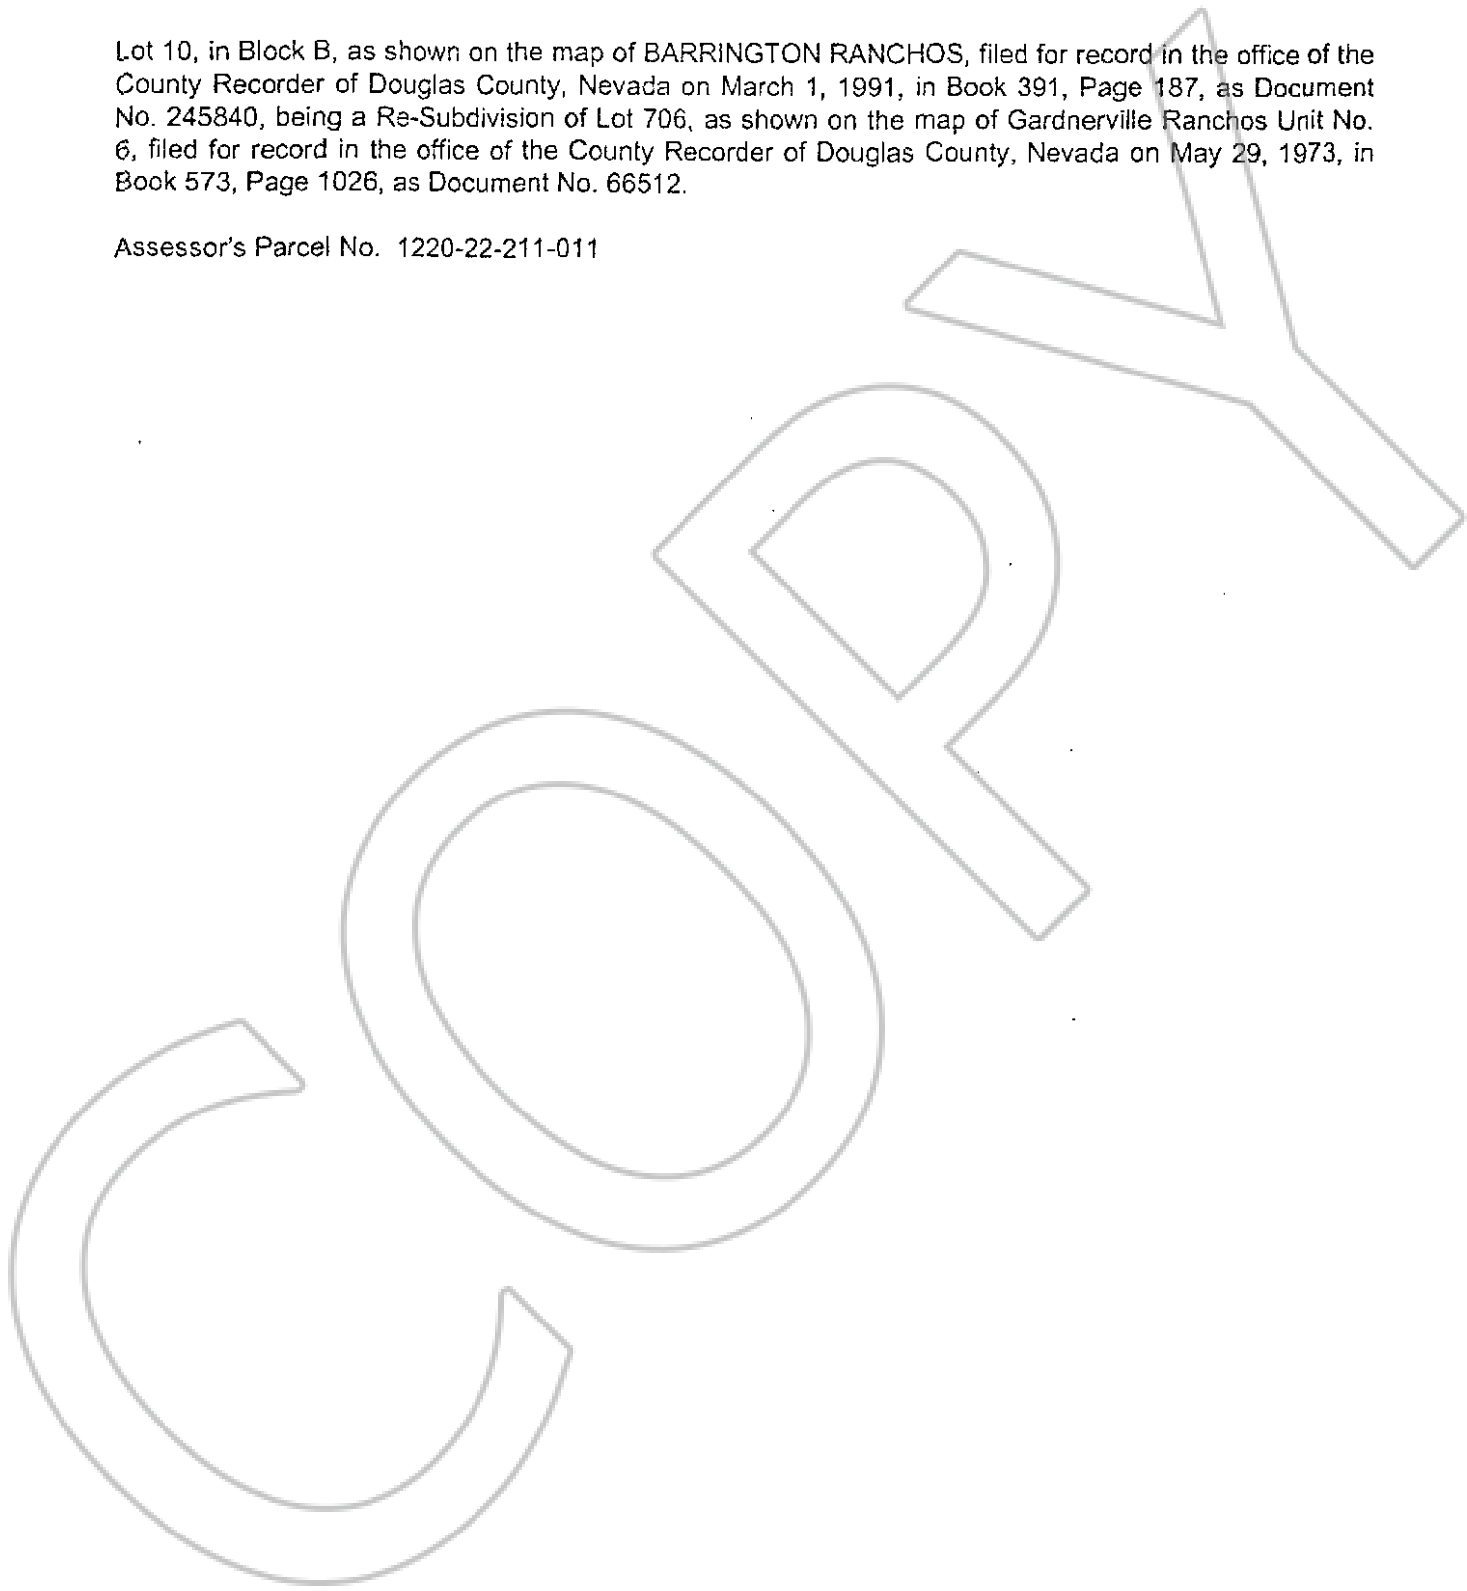 Lot 10, in Block B, as shown on the map of BARRINGTON RANCHOS, filed for record in the office of the
County Recorder of Douglas County, Nevada on March 1, 1991, in Book 391, Page 187, as Document
No. 245840, being a Re-Subdivision of Lot 706, as shown on the map of Gardnerville Ranchos Unit No.
6, filed for record in the office of the County Recorder of Douglas County, Nevada on May 29, 1973, in
Book 573, Page 1026, as Document No. 66512.
Assessor's Parcel No. 1220-22-211-011
COPY